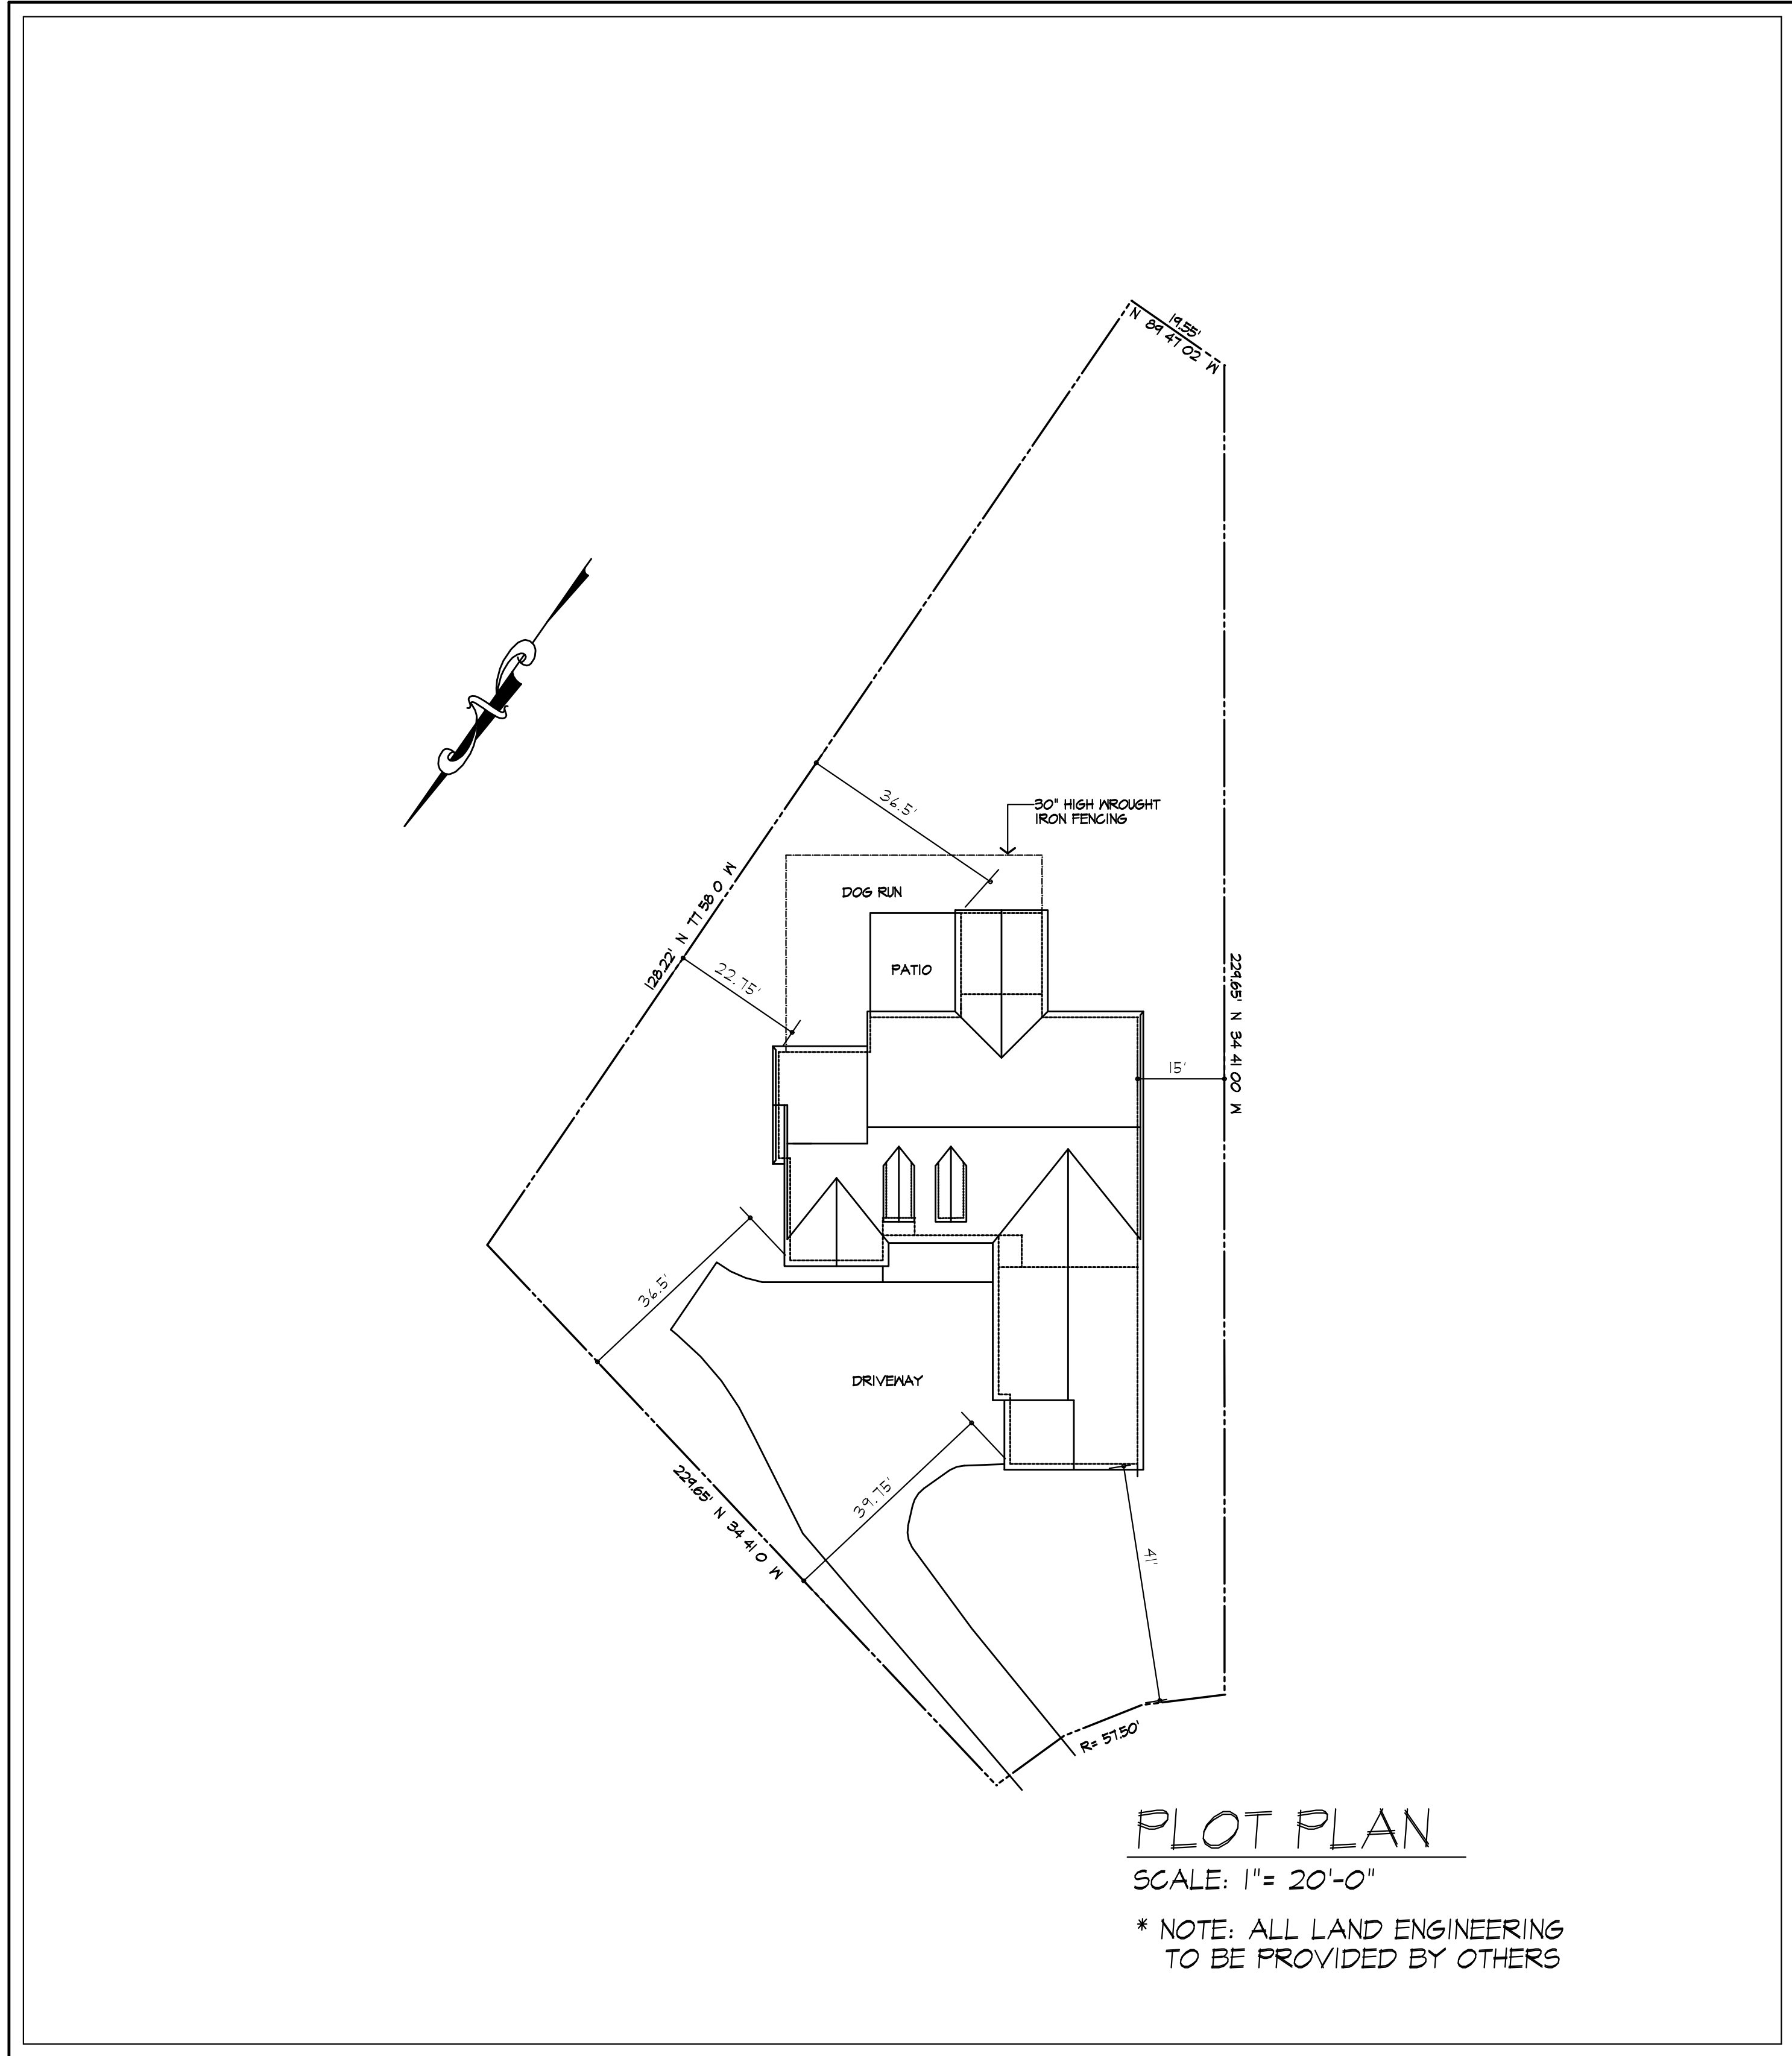 19.55'
N 89 47 02 W
36.5'
30" HIGH WROUGHT
IRON FENCING
DOG RUN
128.22' N 77 58 0 W
22.75'
PATIO
229.65' N 34 41 00 W
15'
36.5'
DRIVEWAY
229.65' N 34 41 0 W
39.75'
41'
R= 57.50'
PLOT PLAN
SCALE: 1"= 20'-0"
* NOTE: ALL LAND ENGINEERING
TO BE PROVIDED BY OTHERS